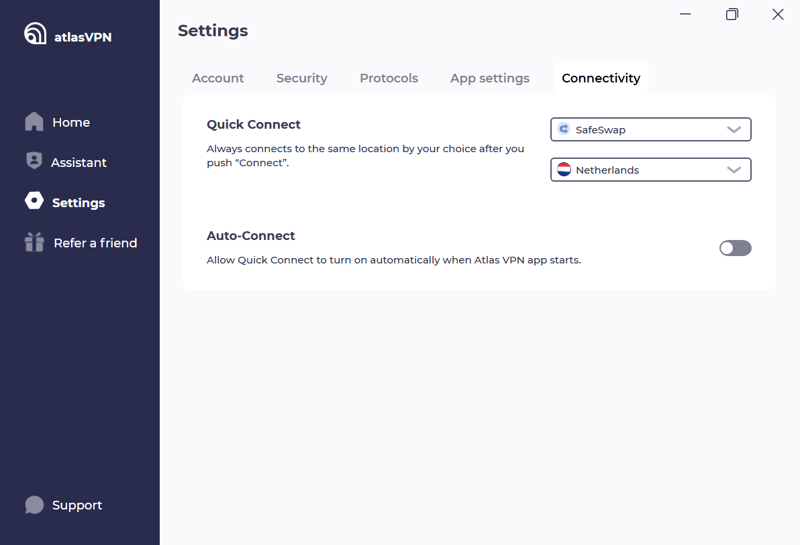 atlasVPN
Home
Assistant
Settings
Refer a friend
Support
Settings
Account
Security
Protocols
App settings
Connectivity
Quick Connect
Always connects to the same location by your choice after you
push “Connect”.
SafeSwap
Netherlands
Auto-Connect
Allow Quick Connect to turn on automatically when Atlas VPN app starts.